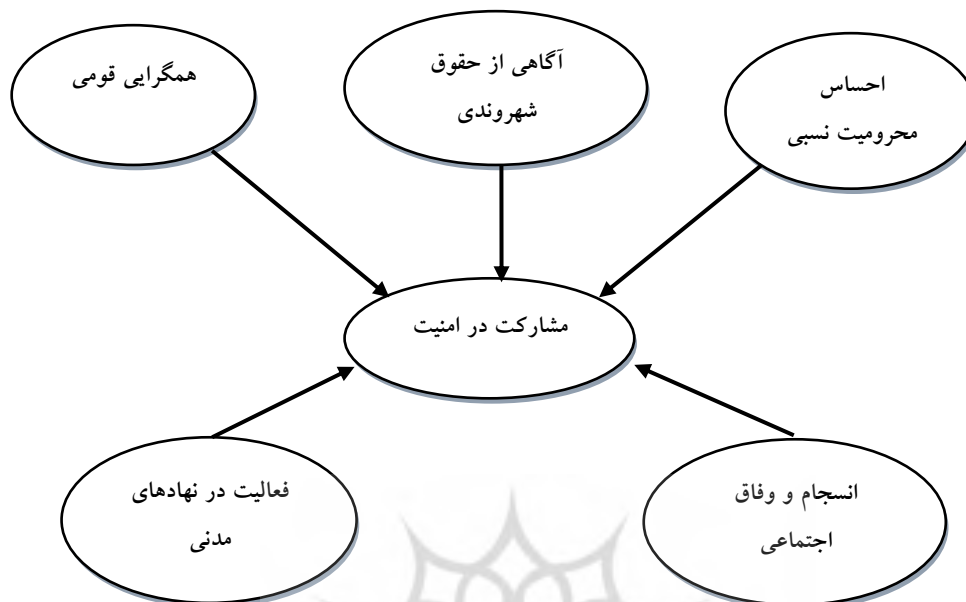 احساس
محرومیت نسبی
آگاهی از حقوق
شهروندی
همگرایی قومی
مشارکت در امنیت
انسجام و وفاق
اجتماعی
فعالیت در نهادهای
مدنی